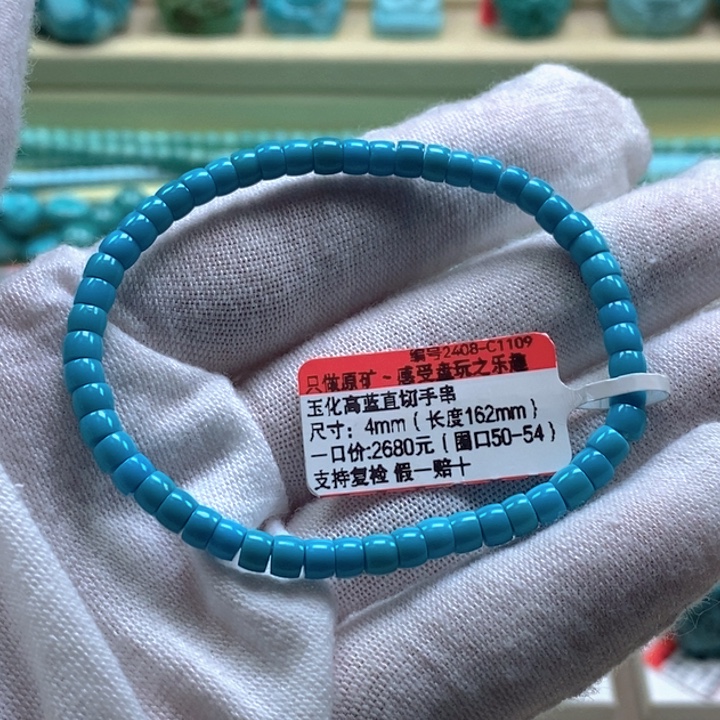 编号2408-C1109
只做原矿~感受盘玩之乐趣
玉化高蓝直切手串
尺寸：4mm（长度162mm）
一口价:2680元（圈口50-54）
支持复检 假一赔十